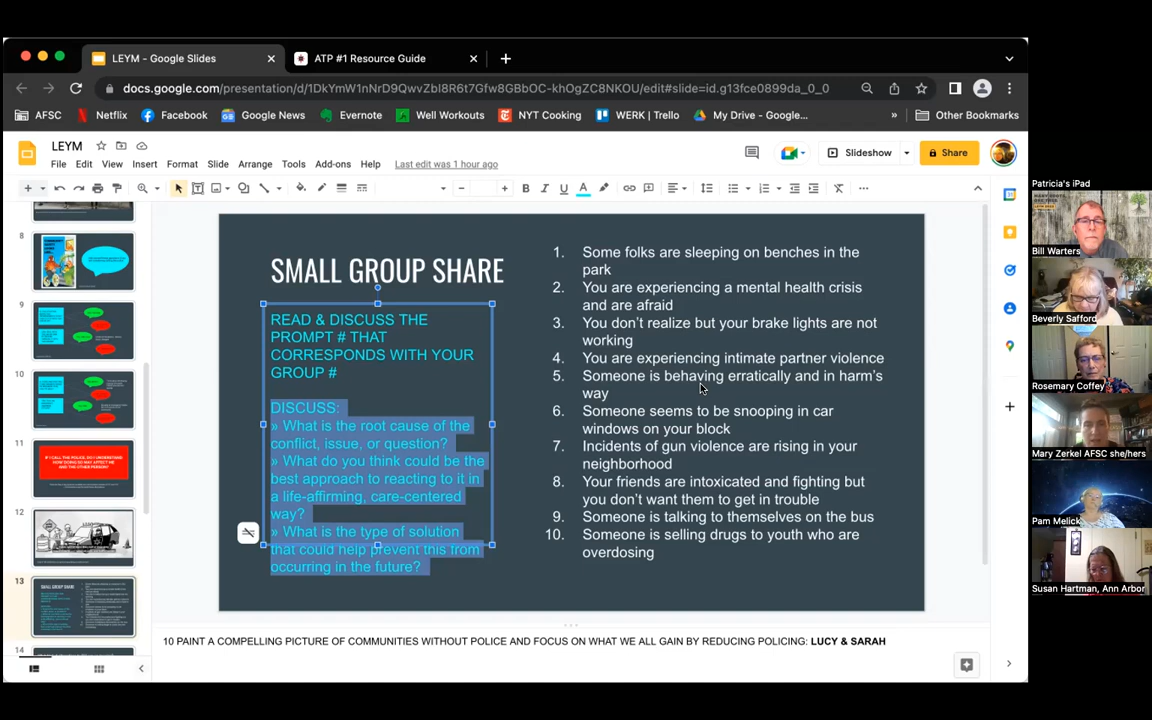 LEYM - Google Slides
ATP #1 Resource Guide
docs.google.com/presentation/d/1DkYmW1nNrD9QwvZbI8R6t7Gfw8GBbOC-khOgZC8NKOU/edit#slide=id.g13fce0899da_0_0
AFSC Netflix Facebook Google News Evernote Well Workouts NYT Cooking WERK | Trello My Drive - Google... » Other Bookmarks
LEYM
File Edit View Insert Format Slide Arrange Tools Add-ons Help Last edit was 1 hour ago
Slideshow
Share
8
9
10
11
12
13
14
SMALL GROUP SHARE
READ & DISCUSS THE
PROMPT # THAT
CORRESPONDS WITH YOUR
GROUP #
DISCUSS:
» What is the root cause of the
conflict, issue, or question?
» What do you think could be the
best approach to reacting to it in
a life-affirming, care-centered
way?
» What is the type of solution
that could help prevent this from
occurring in the future?
1. Some folks are sleeping on benches in the
park
2. You are experiencing a mental health crisis
and are afraid
3. You don't realize but your brake lights are not
working
4. You are experiencing intimate partner violence
5. Someone is behaving erratically and in harm's
way
6. Someone seems to be snooping in car
windows on your block
7. Incidents of gun violence are rising in your
neighborhood
8. Your friends are intoxicated and fighting but
you don't want them to get in trouble
9. Someone is talking to themselves on the bus
10. Someone is selling drugs to youth who are
overdosing
10 PAINT A COMPELLING PICTURE OF COMMUNITIES WITHOUT POLICE AND FOCUS ON WHAT WE ALL GAIN BY REDUCING POLICING: LUCY & SARAH
Patricia's iPad
Bill Warters
Beverly Safford
Rosemary Coffey
Mary Zerkel AFSC she/hers
Pam Melick
Susan Hartman, Ann Arbor